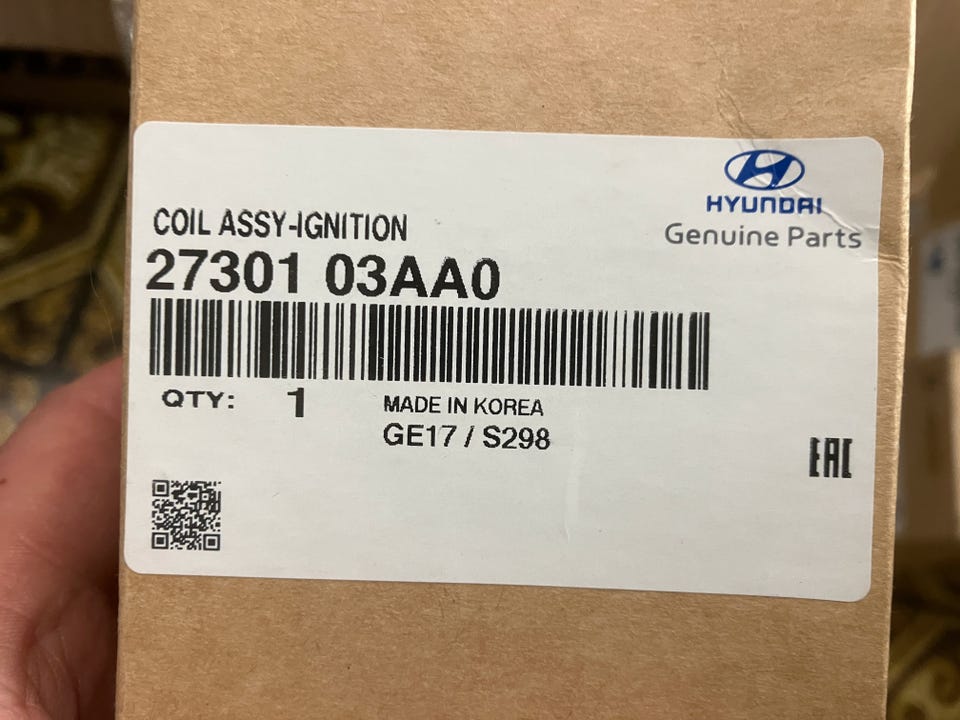 HYUNDAI
Genuine Parts
COIL ASSY-IGNITION
27301 03AA0
QTY: 1
MADE IN KOREA
GE17 / S298
EAC